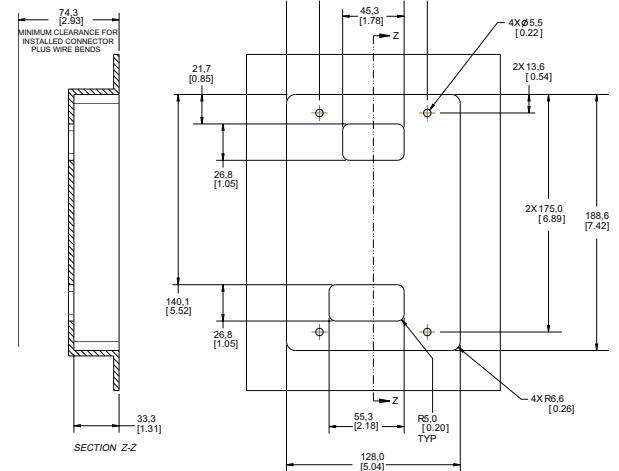 74,3
[2.93]
MINIMUM CLEARANCE FOR
INSTALLED CONNECTOR
PLUS WIRE BENDS
45,3
[1.78]
Z
4X Ø5,5
[0.22]
21,7
[0.85]
2X 13,6
[0.54]
26,8
[1.05]
2X 175,0
[6.89]
188,6
[7.42]
140,1
[5.52]
26,8
[1.05]
Z
4X R6,6
[0.26]
33,3
[1.31]
55,3
[2.18]
R5,0
[0.20]
TYP
SECTION Z-Z
128,0
[5.04]